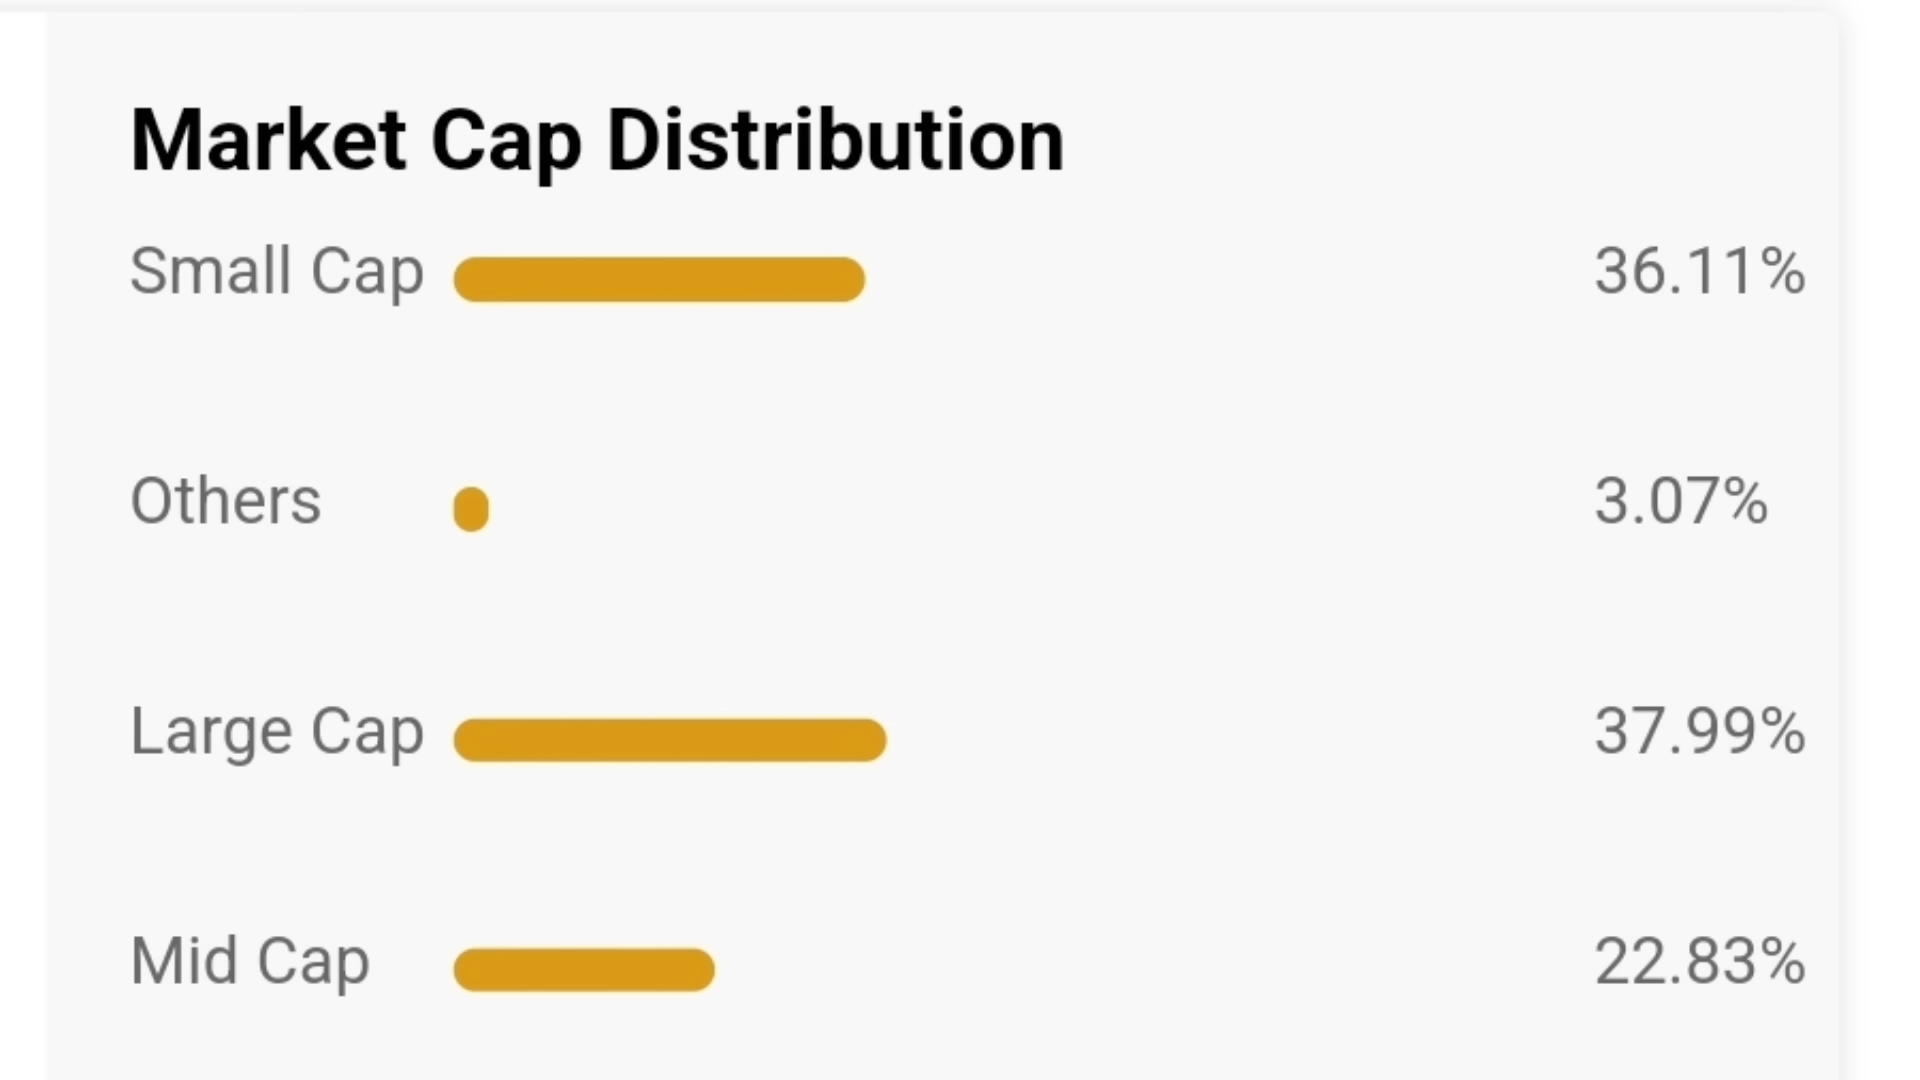 Market Cap Distribution
Small Cap 36.11%
Others 3.07%
Large Cap 37.99%
Mid Cap 22.83%